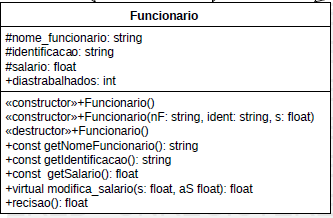 Funcionario
#nome_funcionario: string
#identificacao: string
#salario: float
+diastrabalhados: int
«constructor»+Funcionario()
«constructor»+Funcionario(nF: string, ident: string, s: float)
«destructor»+Funcionario()
+const getNomeFuncionario(): string
+const getIdentificacao(): string
+const  getSalario(): float
+virtual modifica_salario(s: float, aS float): float
+recisao(): float